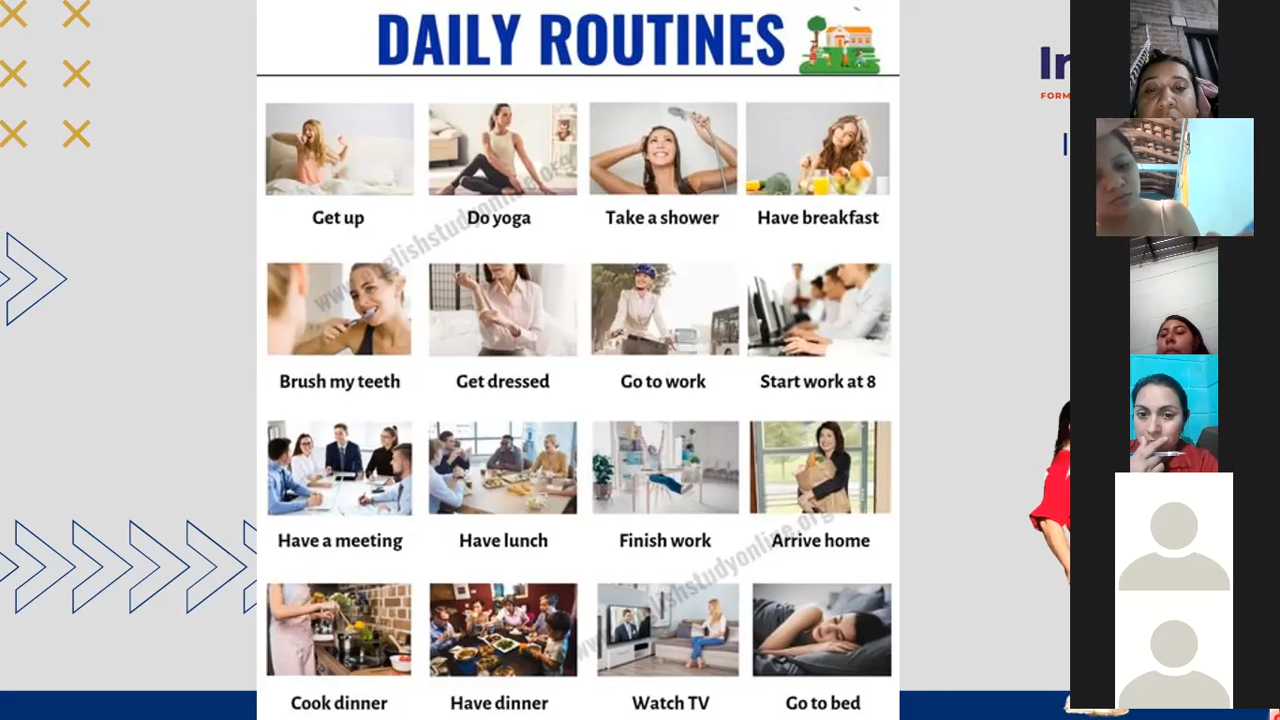 DAILY ROUTINES
Get up
Do yoga
Take a shower
Have breakfast
Brush my teeth
Get dressed
Go to work
Start work at 8
Have a meeting
Have lunch
Finish work
Arrive home
Cook dinner
Have dinner
Watch TV
Go to bed
In
FORM